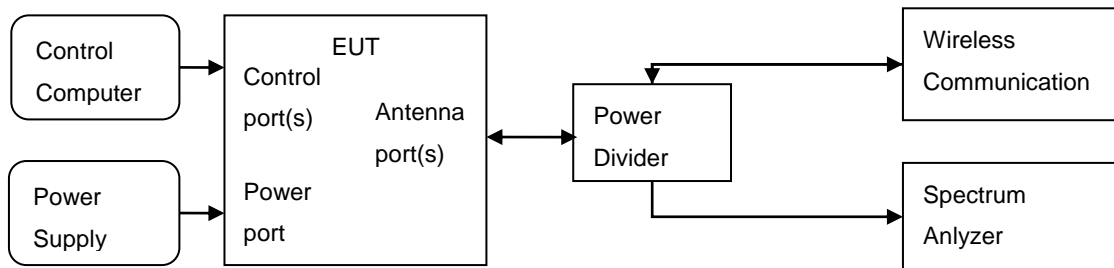 Control
Computer
Power
Supply
EUT
Control
port(s)
Antenna
port(s)
Power
port
Power
Divider
Wireless
Communication
Spectrum
Anlyzer